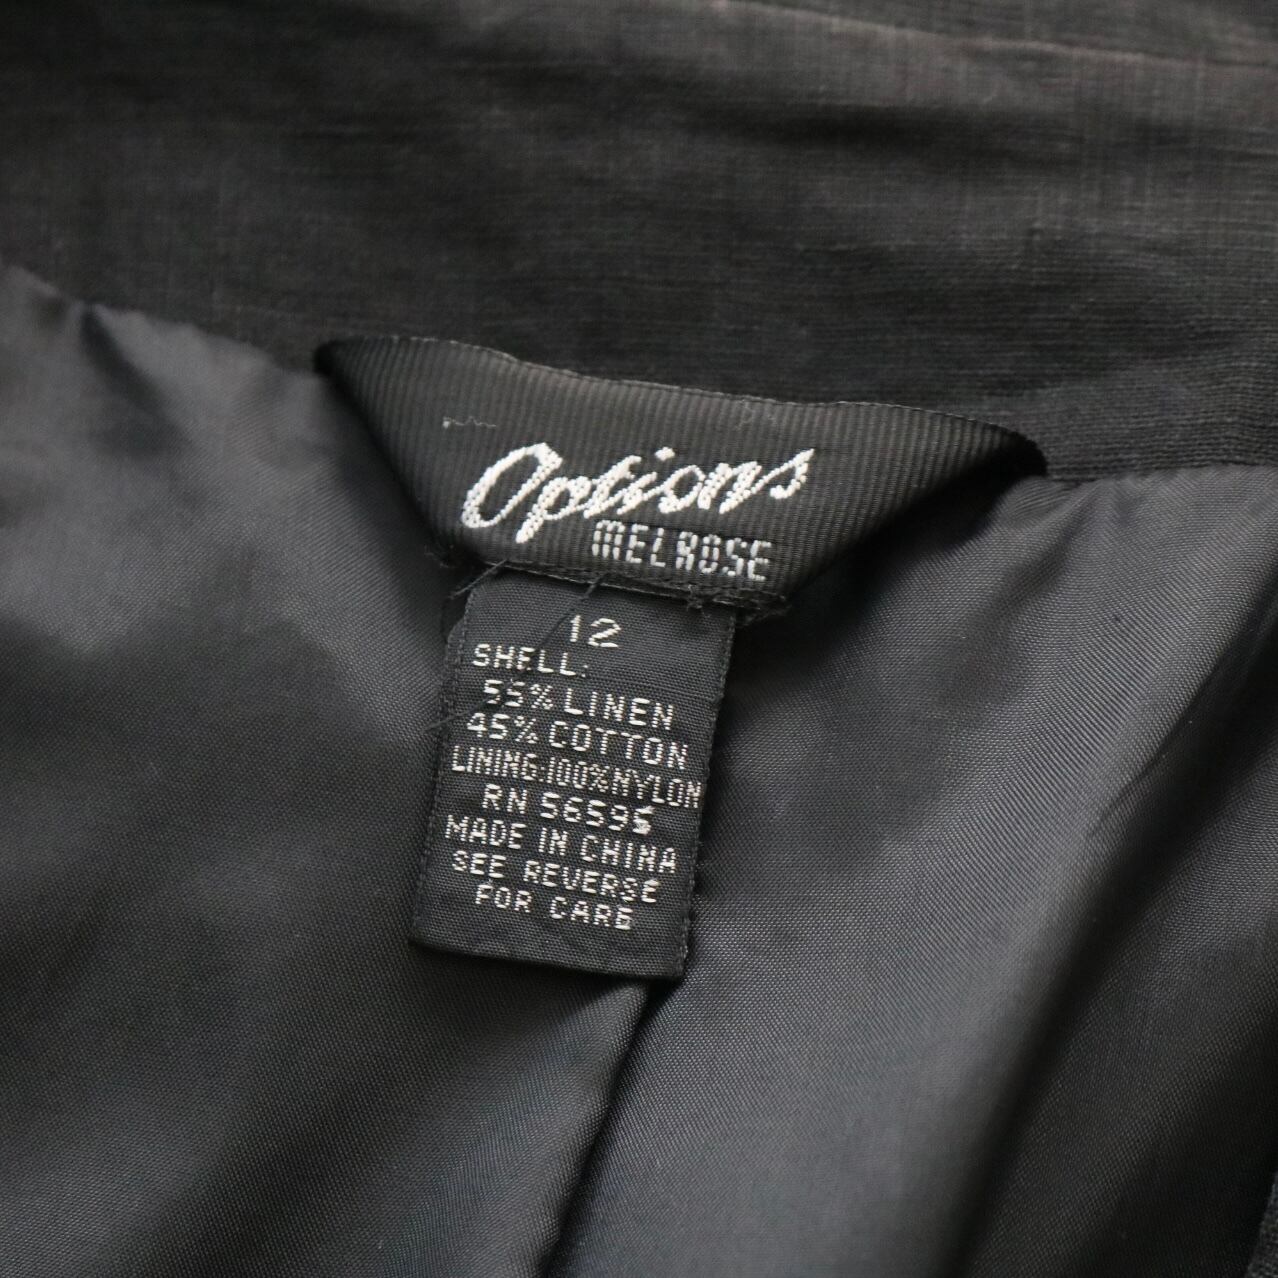 Options
MELROSE
12
SHELL:
55% LINEN
45% COTTON
LINING:100%NYLON
RN 56596
MADE IN CHINA
SEE REVERSE
FOR CARE